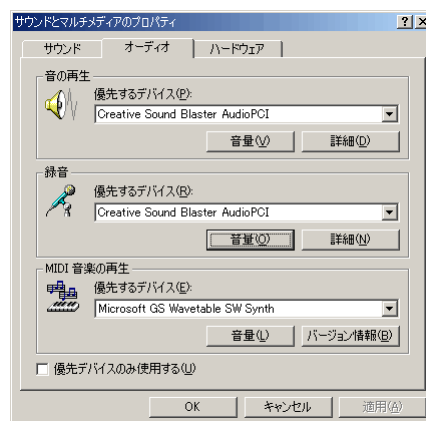 サウンドとマルチメディアのプロパティ
サウンド オーディオ ハードウェア
音の再生
優先するデバイス(P):
Creative Sound Blaster AudioPCI
音量(V) 詳細(D)
録音
優先するデバイス(R):
Creative Sound Blaster AudioPCI
音量(O) 詳細(N)
MIDI 音楽の再生
優先するデバイス(E):
Microsoft GS Wavetable SW Synth
音量(L) バージョン情報(B)
優先デバイスのみ使用する(U)
OK キャンセル 適用(A)